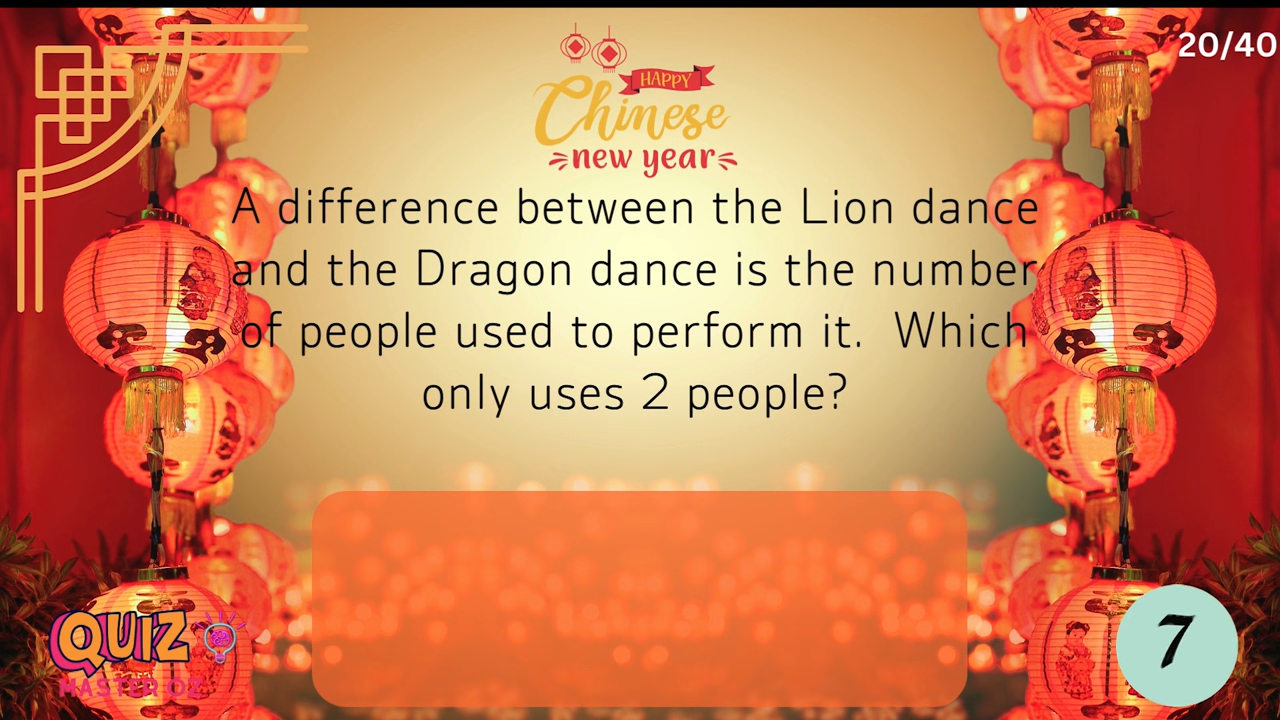 20/40
HAPPY
Chinese
new year
A difference between the Lion dance
and the Dragon dance is the number
of people used to perform it. Which
only uses 2 people?
QUIZ
MASTER OZ
7